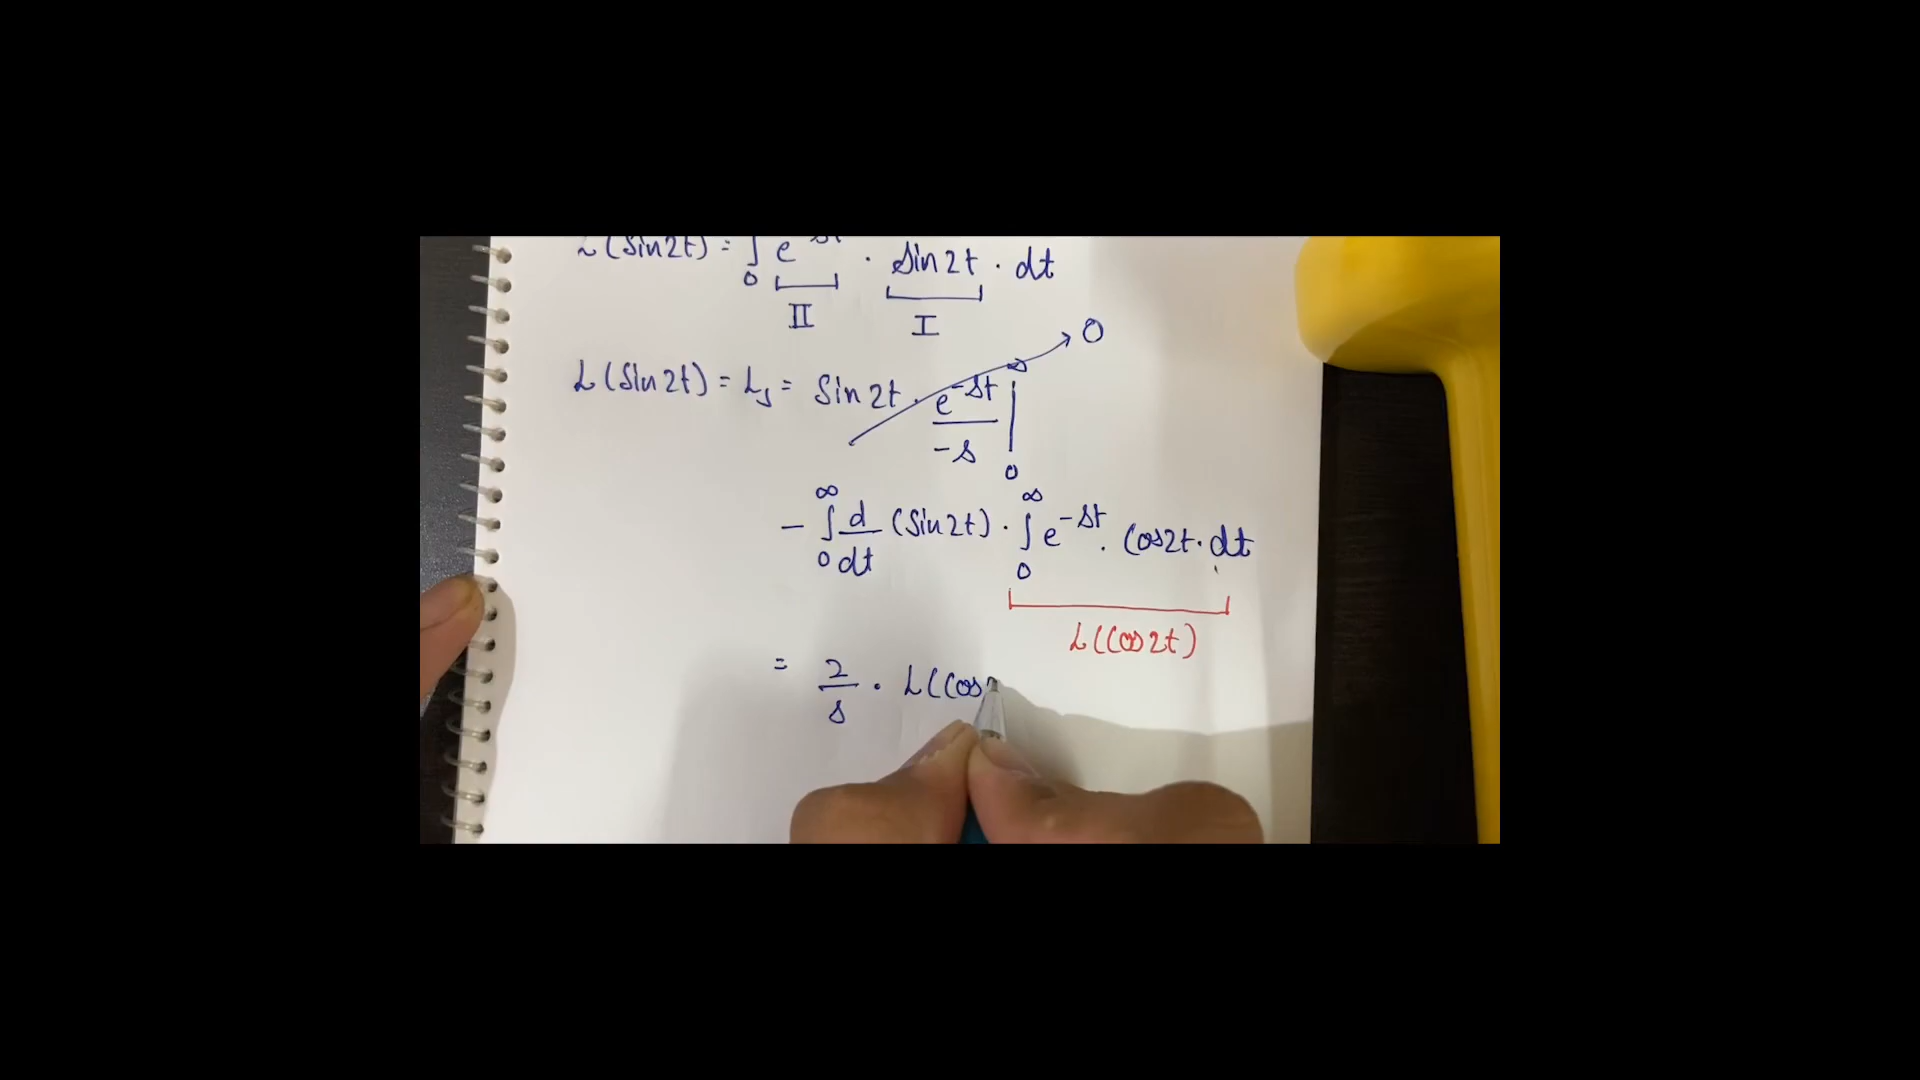 L(Sin2t) = ∫₀ e^-st · Sin2t · dt
II I
0
L(Sin2t) = Ls = Sin2t · e^-st/-s |₀^∞
- ∫₀^∞ d/dt (Sin2t) · ∫₀^∞ e^-st · Cos2t · dt
L(Cos2t)
= 2/s · L(Cos